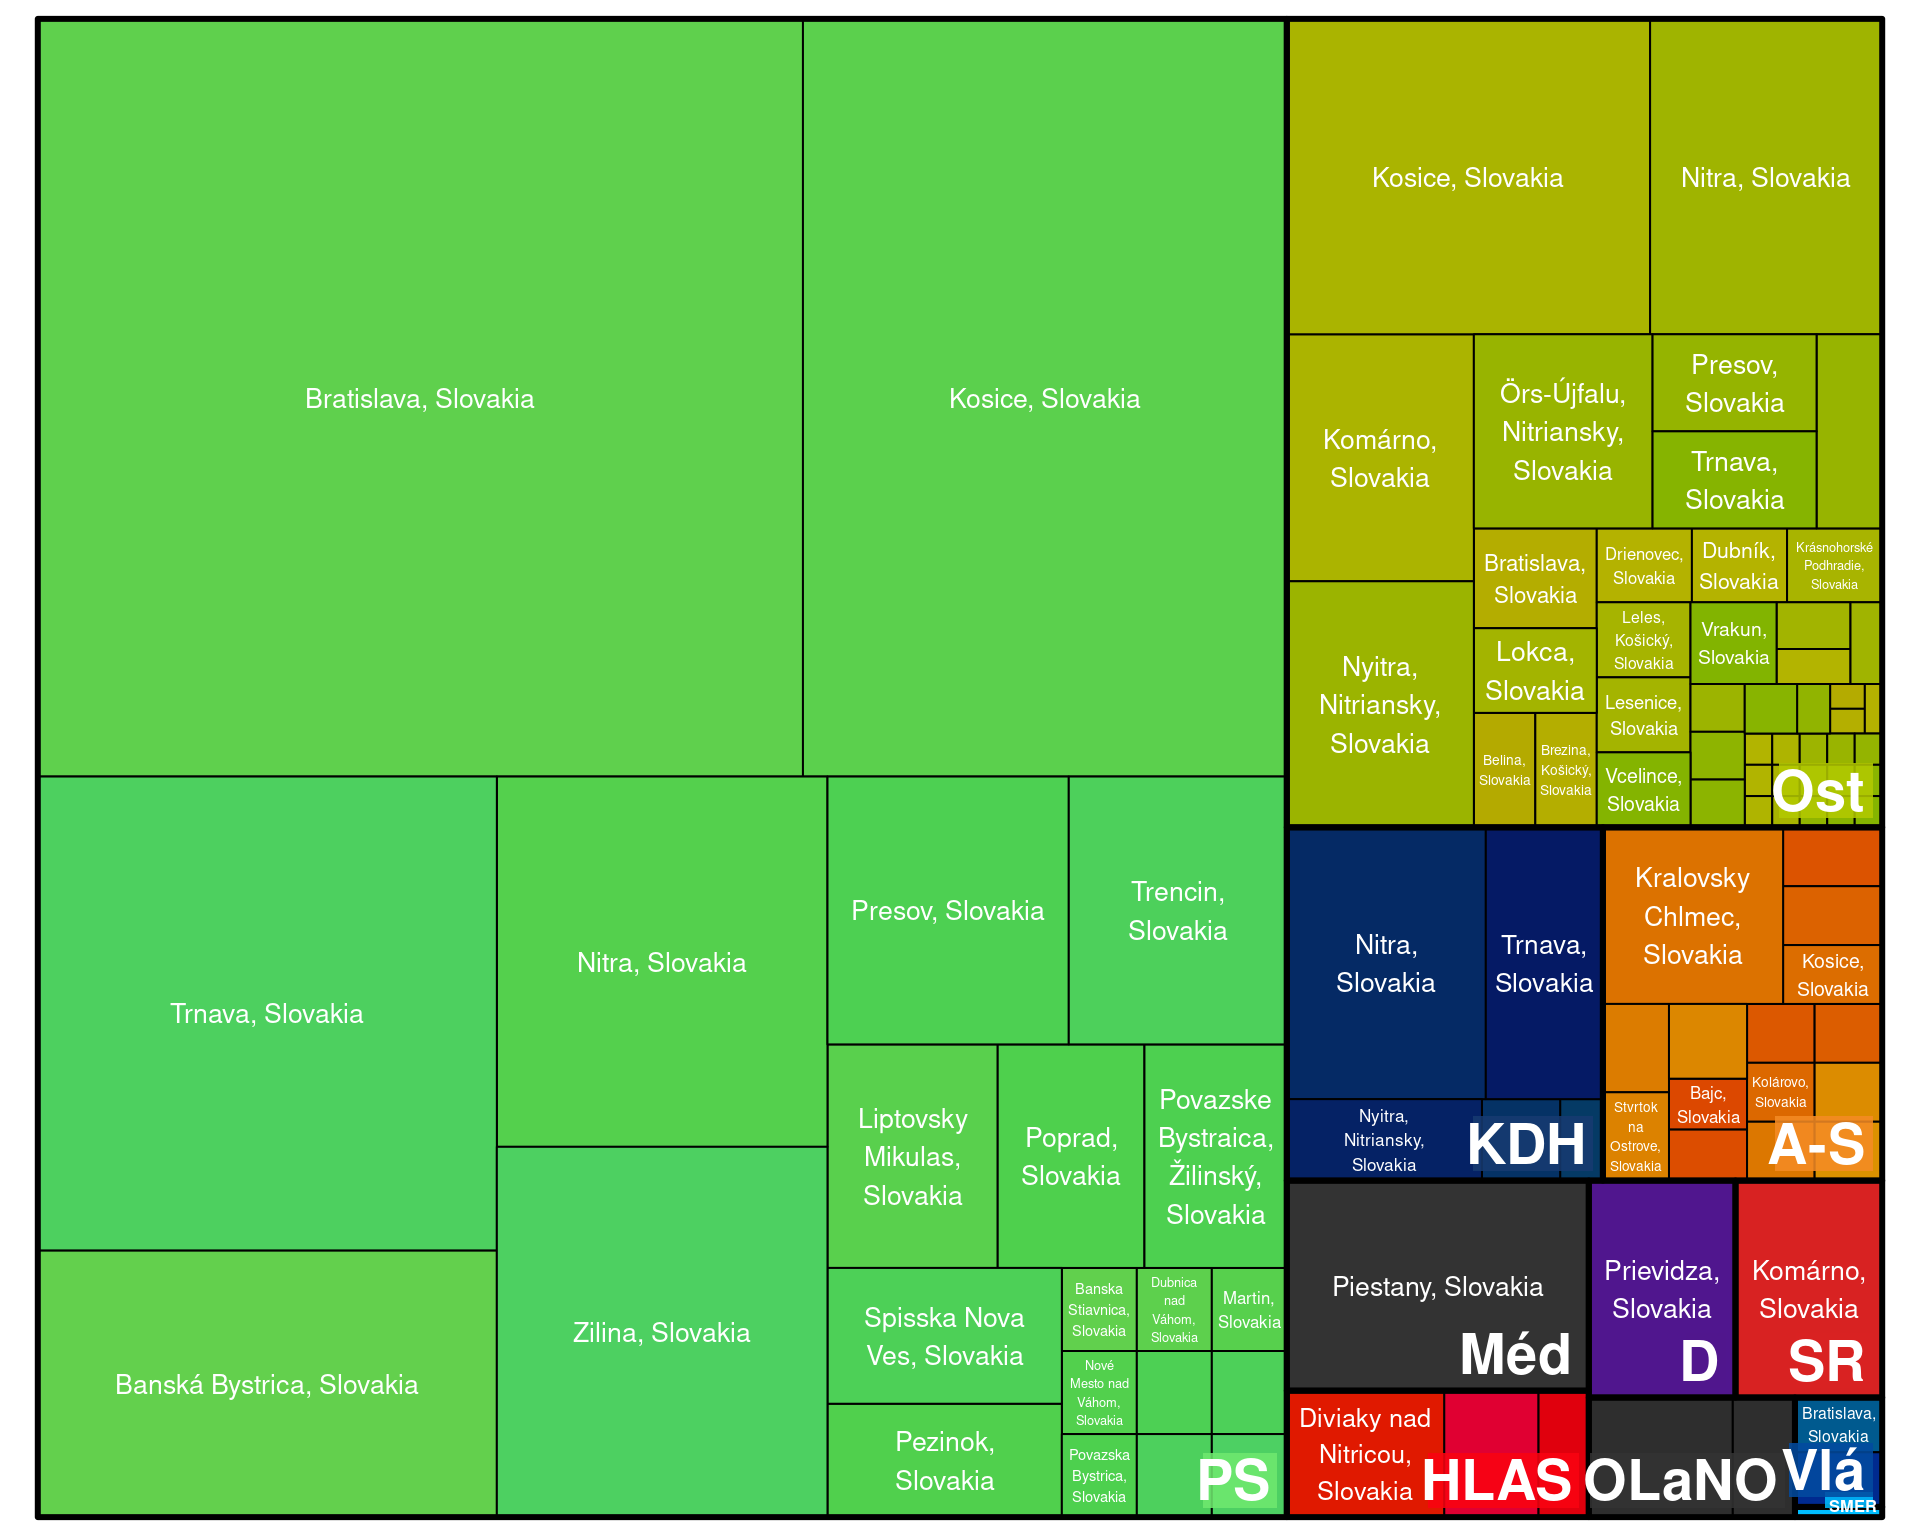 Bratislava, Slovakia
Kosice, Slovakia
Trnava, Slovakia
Banská Bystrica, Slovakia
Nitra, Slovakia
Zilina, Slovakia
Presov, Slovakia
Trencin,
Slovakia
Liptovsky
Mikulas,
Slovakia
Poprad,
Slovakia
Povazske
Bystraica,
Žilinský,
Slovakia
Spisska Nova
Ves, Slovakia
Pezinok,
Slovakia
Banska
Stiavnica,
Slovakia
Dubnica
nad
Váhom,
Slovakia
Martin,
Slovakia
Nové
Mesto nad
Váhom,
Slovakia
Povazska
Bystrica,
Slovakia
PS
Kosice, Slovakia
Nitra, Slovakia
Komárno,
Slovakia
Nyitra,
Nitriansky,
Slovakia
Örs-Újfalu,
Nitriansky,
Slovakia
Presov,
Slovakia
Trnava,
Slovakia
Bratislava,
Slovakia
Lokca,
Slovakia
Belina,
Slovakia
Brezina,
Košický,
Slovakia
Drienovec,
Slovakia
Dubník,
Slovakia
Krásnohorské
Podhradie,
Slovakia
Leles,
Košický,
Slovakia
Lesenice,
Slovakia
Vcelince,
Slovakia
Vrakun,
Slovakia
Ost
Nitra,
Slovakia
Trnava,
Slovakia
Nyitra,
Nitriansky,
Slovakia
KDH
Kralovsky
Chlmec,
Slovakia
Kosice,
Slovakia
Stvrtok
na
Ostrove,
Slovakia
Bajc,
Slovakia
Kolárovo,
Slovakia
A-S
Piestany, Slovakia
Méd
Prievidza,
Slovakia
D
Komárno,
Slovakia
SR
Diviaky nad
Nitricou,
Slovakia
HLAS
OLaNO
Bratislava,
Slovakia
Vlá
SMER